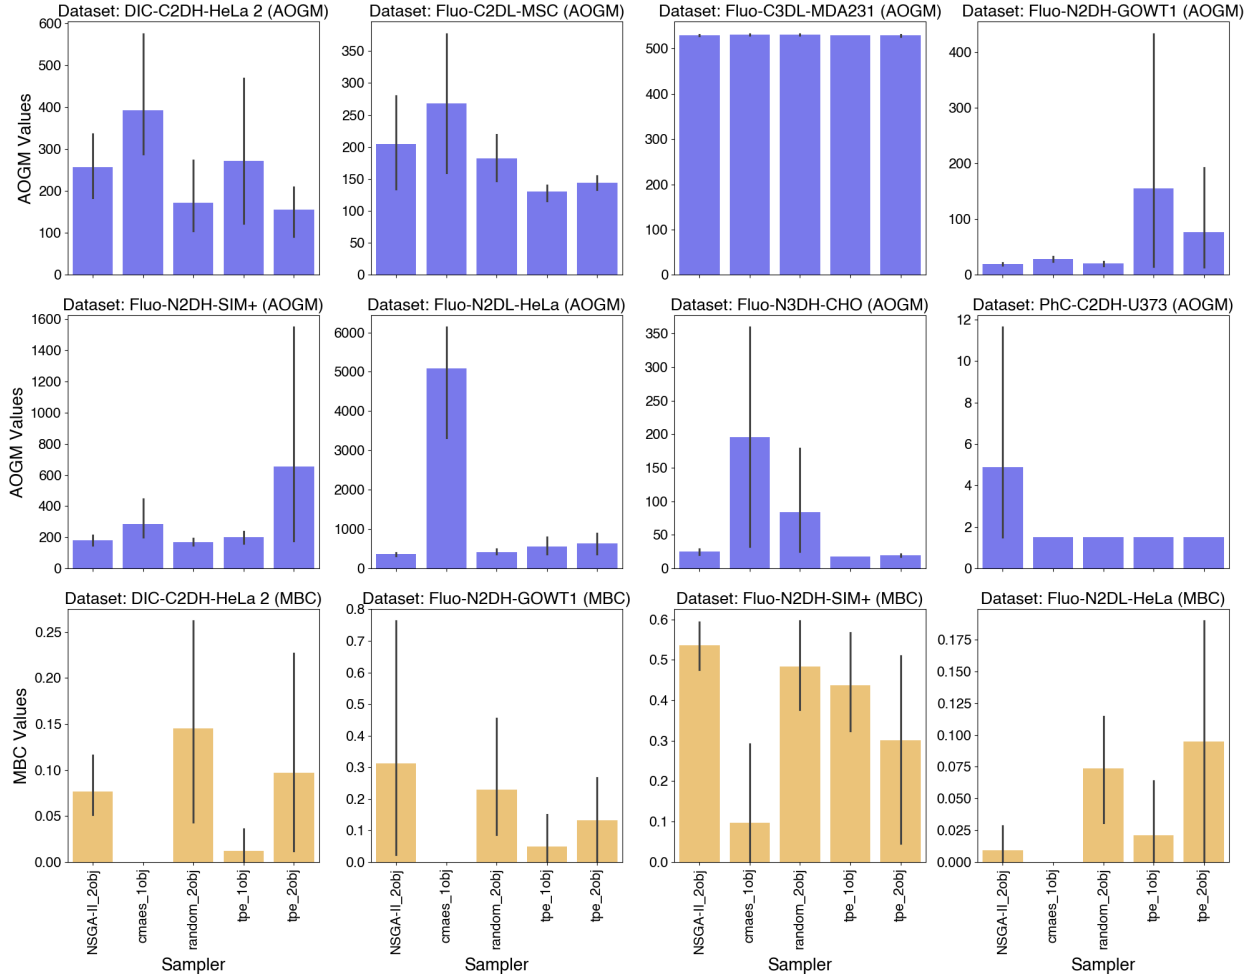 Dataset: DIC-C2DH-HeLa 2 (AOGM)
Dataset: Fluo-C2DL-MSC (AOGM)
Dataset: Fluo-C3DL-MDA231 (AOGM)
Dataset: Fluo-N2DH-GOWT1 (AOGM)
AOGM Values
600
500
400
300
200
100
0
350
300
250
200
150
100
50
0
500
400
300
200
100
0
400
300
200
100
0
Dataset: Fluo-N2DH-SIM+ (AOGM)
Dataset: Fluo-N2DL-HeLa (AOGM)
Dataset: Fluo-N3DH-CHO (AOGM)
Dataset: PhC-C2DH-U373 (AOGM)
AOGM Values
1600
1400
1200
1000
800
600
400
200
0
6000
5000
4000
3000
2000
1000
0
350
300
250
200
150
100
50
0
12
10
8
6
4
2
0
Dataset: DIC-C2DH-HeLa 2 (MBC)
Dataset: Fluo-N2DH-GOWT1 (MBC)
Dataset: Fluo-N2DH-SIM+ (MBC)
Dataset: Fluo-N2DL-HeLa (MBC)
MBC Values
0.25
0.20
0.15
0.10
0.05
0.00
0.8
0.7
0.6
0.5
0.4
0.3
0.2
0.1
0.0
0.6
0.5
0.4
0.3
0.2
0.1
0.0
0.175
0.150
0.125
0.100
0.075
0.050
0.025
0.000
NSGA-II_2obj
cmaes_1obj
random_2obj
tpe_1obj
tpe_2obj
NSGA-II_2obj
cmaes_1obj
random_2obj
tpe_1obj
tpe_2obj
NSGA-II_2obj
cmaes_1obj
random_2obj
tpe_1obj
tpe_2obj
NSGA-II_2obj
cmaes_1obj
random_2obj
tpe_1obj
tpe_2obj
Sampler
Sampler
Sampler
Sampler